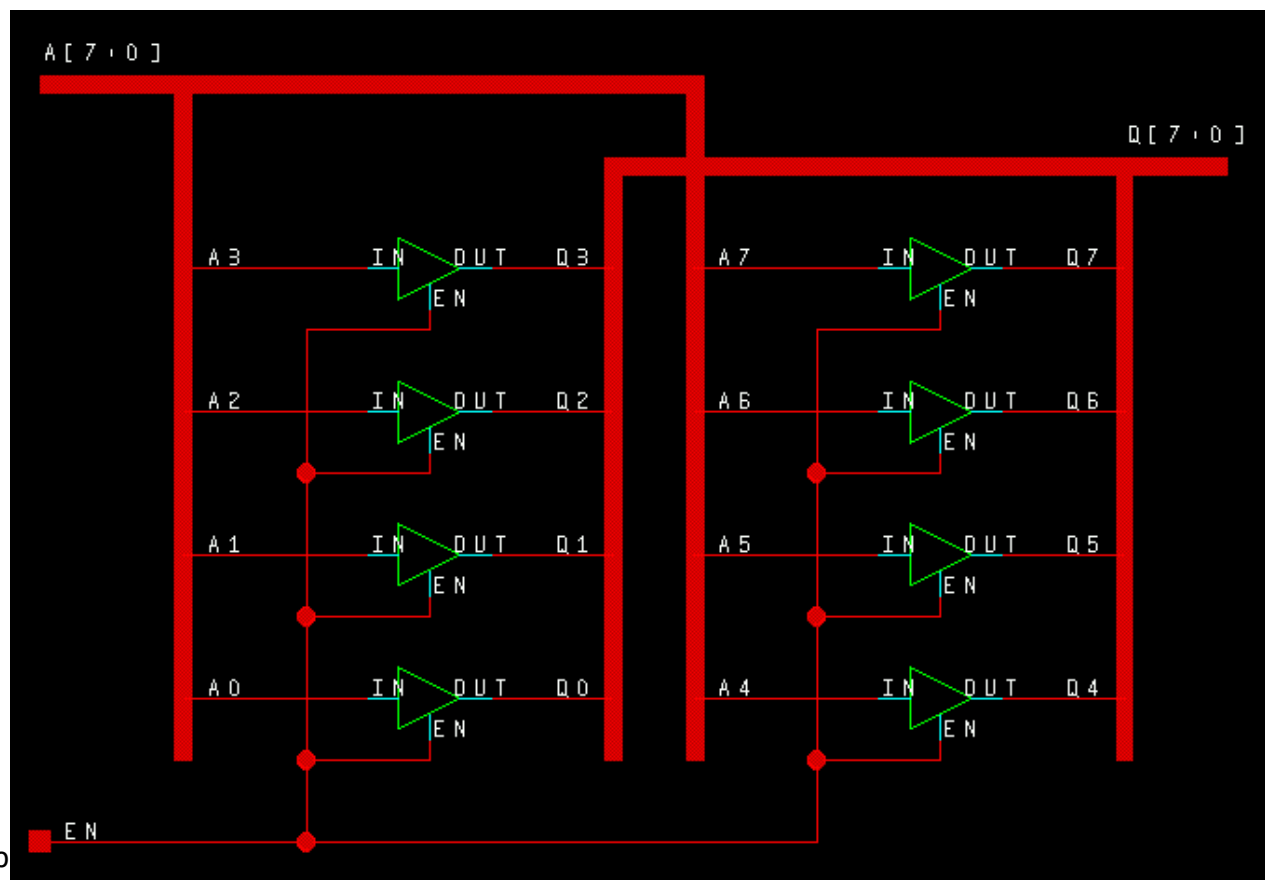 A[7:0]
Q[7:0]
A3 IN OUT Q3 A7 IN OUT Q7
EN EN
A2 IN OUT Q2 A6 IN OUT Q6
EN EN
A1 IN OUT Q1 A5 IN OUT Q5
EN EN
A0 IN OUT Q0 A4 IN OUT Q4
EN EN
EN